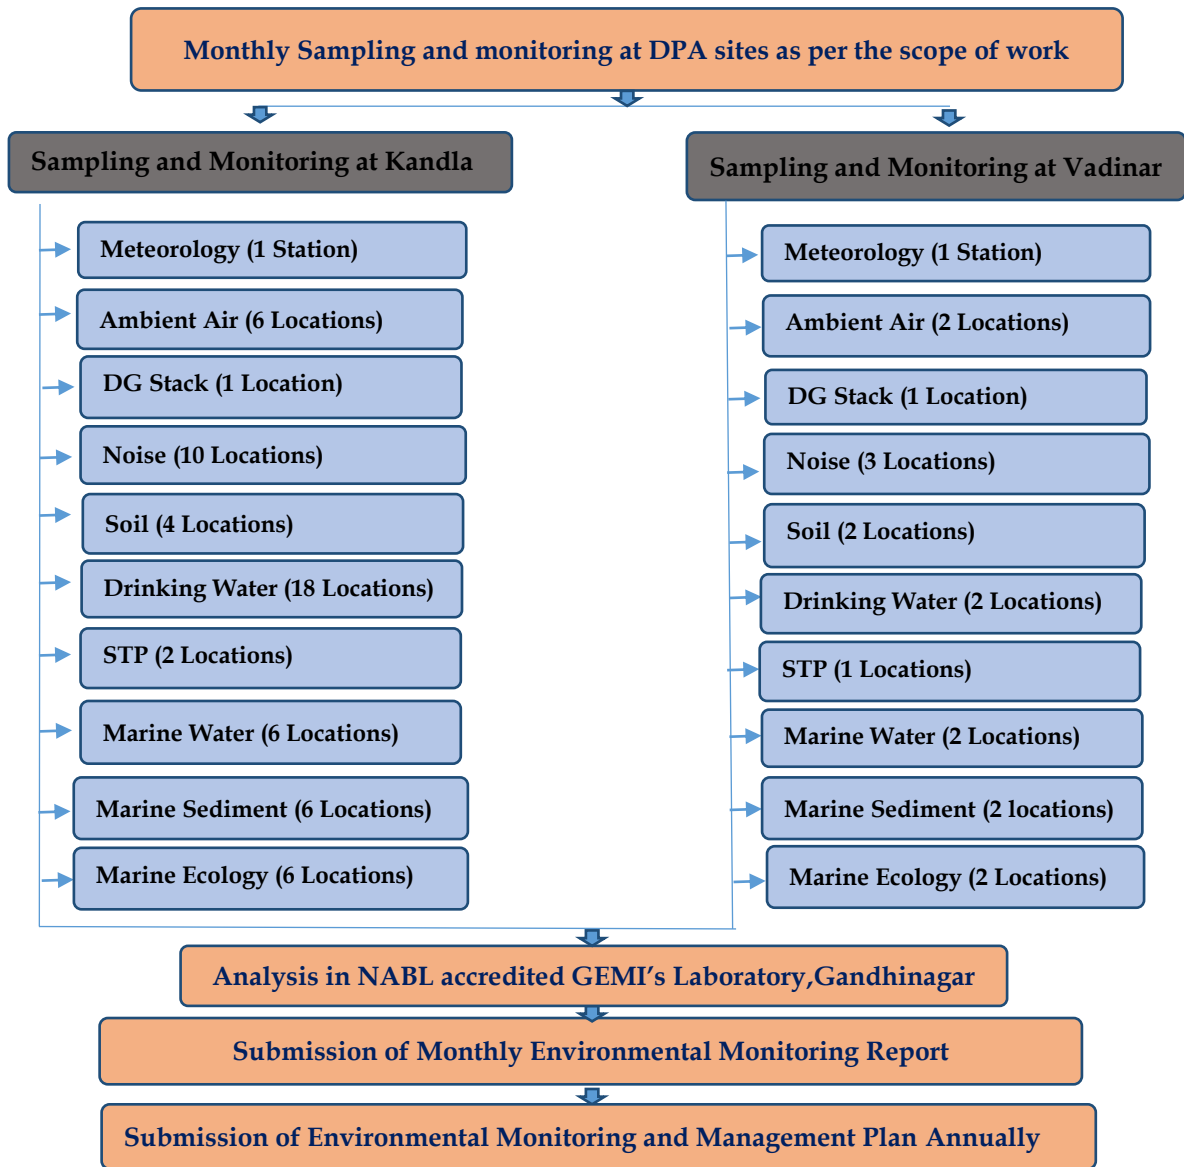 Monthly Sampling and monitoring at DPA sites as per the scope of work
Sampling and Monitoring at Kandla
Meteorology (1 Station)
Ambient Air (6 Locations)
DG Stack (1 Location)
Noise (10 Locations)
Soil (4 Locations)
Drinking Water (18 Locations)
STP (2 Locations)
Marine Water (6 Locations)
Marine Sediment (6 Locations)
Marine Ecology (6 Locations)
Sampling and Monitoring at Vadinar
Meteorology (1 Station)
Ambient Air (2 Locations)
DG Stack (1 Location)
Noise (3 Locations)
Soil (2 Locations)
Drinking Water (2 Locations)
STP (1 Locations)
Marine Water (2 Locations)
Marine Sediment (2 locations)
Marine Ecology (2 Locations)
Analysis in NABL accredited GEMI’s Laboratory,Gandhinagar
Submission of Monthly Environmental Monitoring Report
Submission of Environmental Monitoring and Management Plan Annually